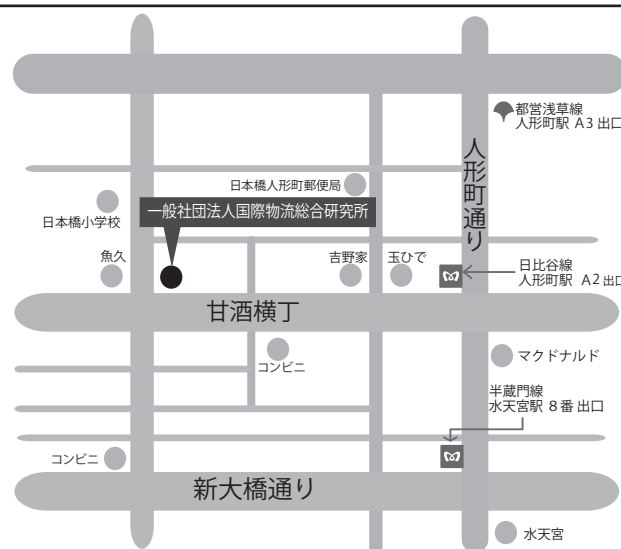 都営浅草線
人形町駅 A3出口
人形町通り
日本橋人形町郵便局
一般社団法人国際物流総合研究所
日本橋小学校
魚久
吉野家
玉ひで
日比谷線
人形町駅 A2出口
甘酒横丁
コンビニ
マクドナルド
半蔵門線
水天宮駅 8番出口
コンビニ
新大橋通り
水天宮